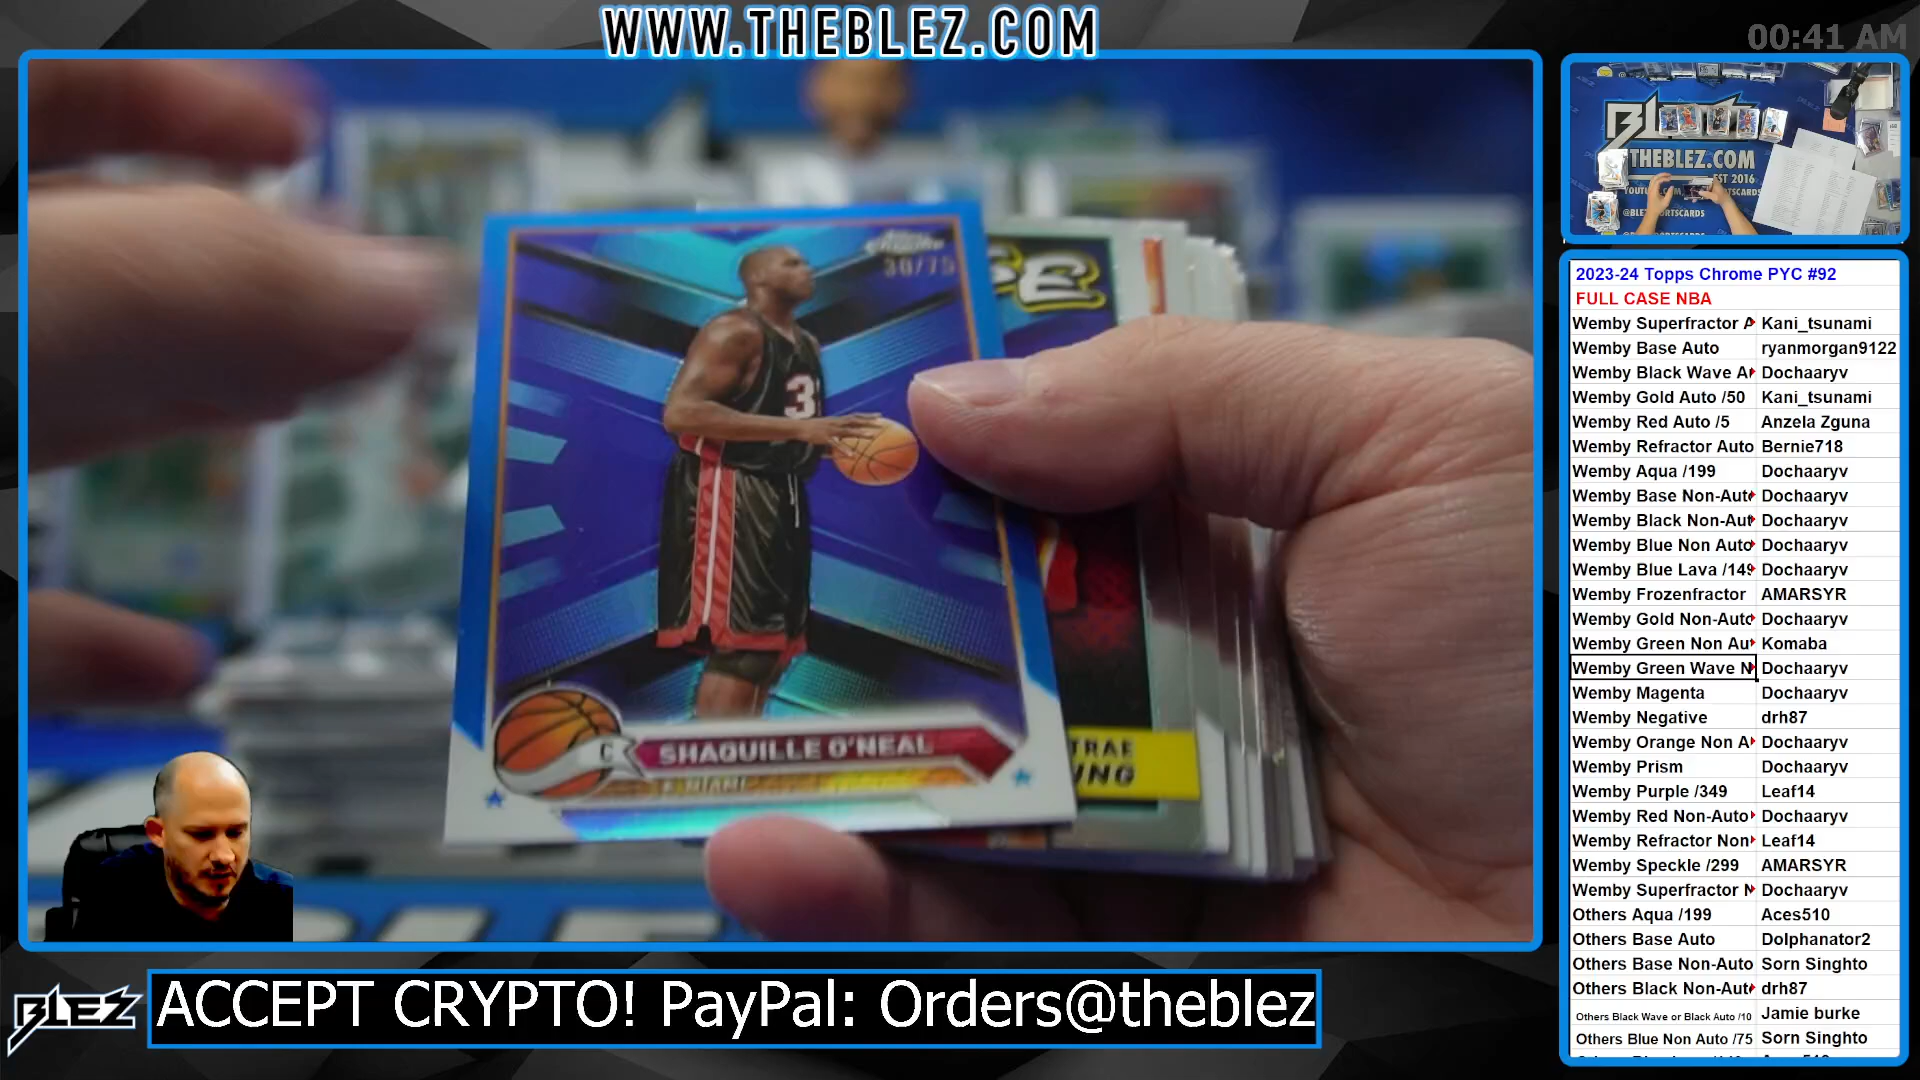 WWW.THEBLEZ.COM
00:41 AM
BLEZ
THEBLEZ.COM
EST 2016
30/75
3
SE
SHAQUILLE O'NEAL
C
MIAMI
TRAE
2023-24 Topps Chrome PYC #92
FULL CASE NBA
Wemby Superfractor A Kani_tsunami
Wemby Base Auto ryanmorgan9122
Wemby Black Wave A Dochaaryv
Wemby Gold Auto /50 Kani_tsunami
Wemby Red Auto /5 Anzela Zguna
Wemby Refractor Auto Bernie718
Wemby Aqua /199 Dochaaryv
Wemby Base Non-Aut Dochaaryv
Wemby Black Non-Aut Dochaaryv
Wemby Blue Non Auto Dochaaryv
Wemby Blue Lava /149 Dochaaryv
Wemby Frozenfractor AMARSYR
Wemby Gold Non-Auto Dochaaryv
Wemby Green Non Au Komaba
Wemby Green Wave N Dochaaryv
Wemby Magenta Dochaaryv
Wemby Negative drh87
Wemby Orange Non A Dochaaryv
Wemby Prism Dochaaryv
Wemby Purple /349 Leaf14
Wemby Red Non-Auto Dochaaryv
Wemby Refractor Non Leaf14
Wemby Speckle /299 AMARSYR
Wemby Superfractor N Dochaaryv
Others Aqua /199 Aces510
Others Base Auto Dolphanator2
Others Base Non-Auto Sorn Singhto
Others Black Non-Aut drh87
Others Black Wave or Black Auto /10 Jamie burke
Others Blue Non Auto /75 Sorn Singhto
BLEZ
ACCEPT CRYPTO! PayPal: Orders@theblez